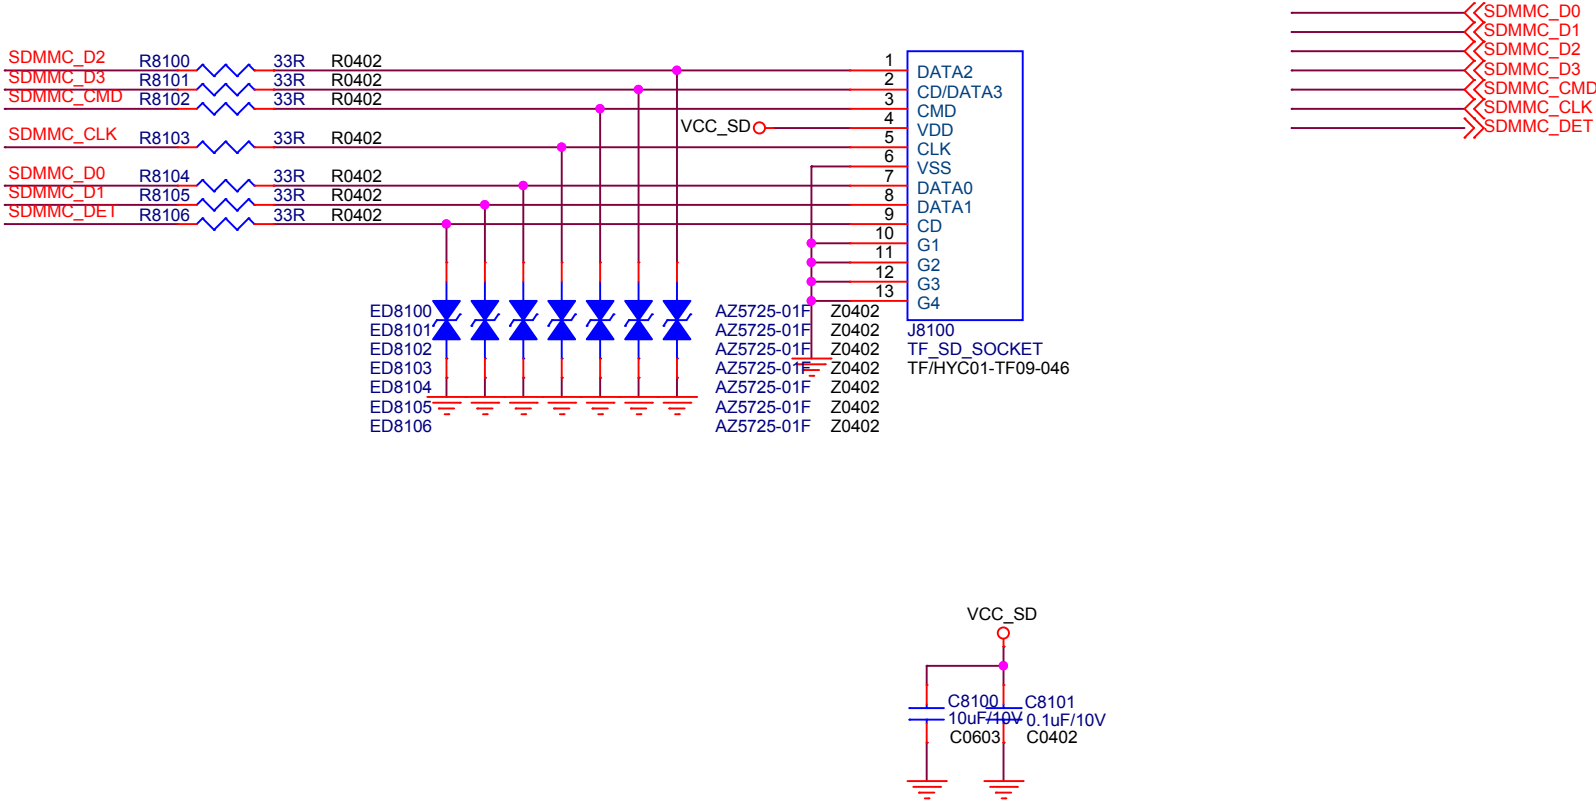 SDMMC_D2 R8100 33R R0402
SDMMC_D3 R8101 33R R0402
SDMMC_CMD R8102 33R R0402
SDMMC_CLK R8103 33R R0402
SDMMC_D0 R8104 33R R0402
SDMMC_D1 R8105 33R R0402
SDMMC_DET R8106 33R R0402
VCC_SD
1 DATA2
2 CD/DATA3
3 CMD
4 VDD
5 CLK
6 VSS
7 DATA0
8 DATA1
9 CD
10 G1
11 G2
12 G3
13 G4
J8100
TF_SD_SOCKET
TF/HYC01-TF09-046
ED8100 AZ5725-01F Z0402
ED8101 AZ5725-01F Z0402
ED8102 AZ5725-01F Z0402
ED8103 AZ5725-01F Z0402
ED8104 AZ5725-01F Z0402
ED8105 AZ5725-01F Z0402
ED8106 AZ5725-01F Z0402
SDMMC_D0
SDMMC_D1
SDMMC_D2
SDMMC_D3
SDMMC_CMD
SDMMC_CLK
SDMMC_DET
VCC_SD
C8100
10uF/10V
C0603
C8101
0.1uF/10V
C0402